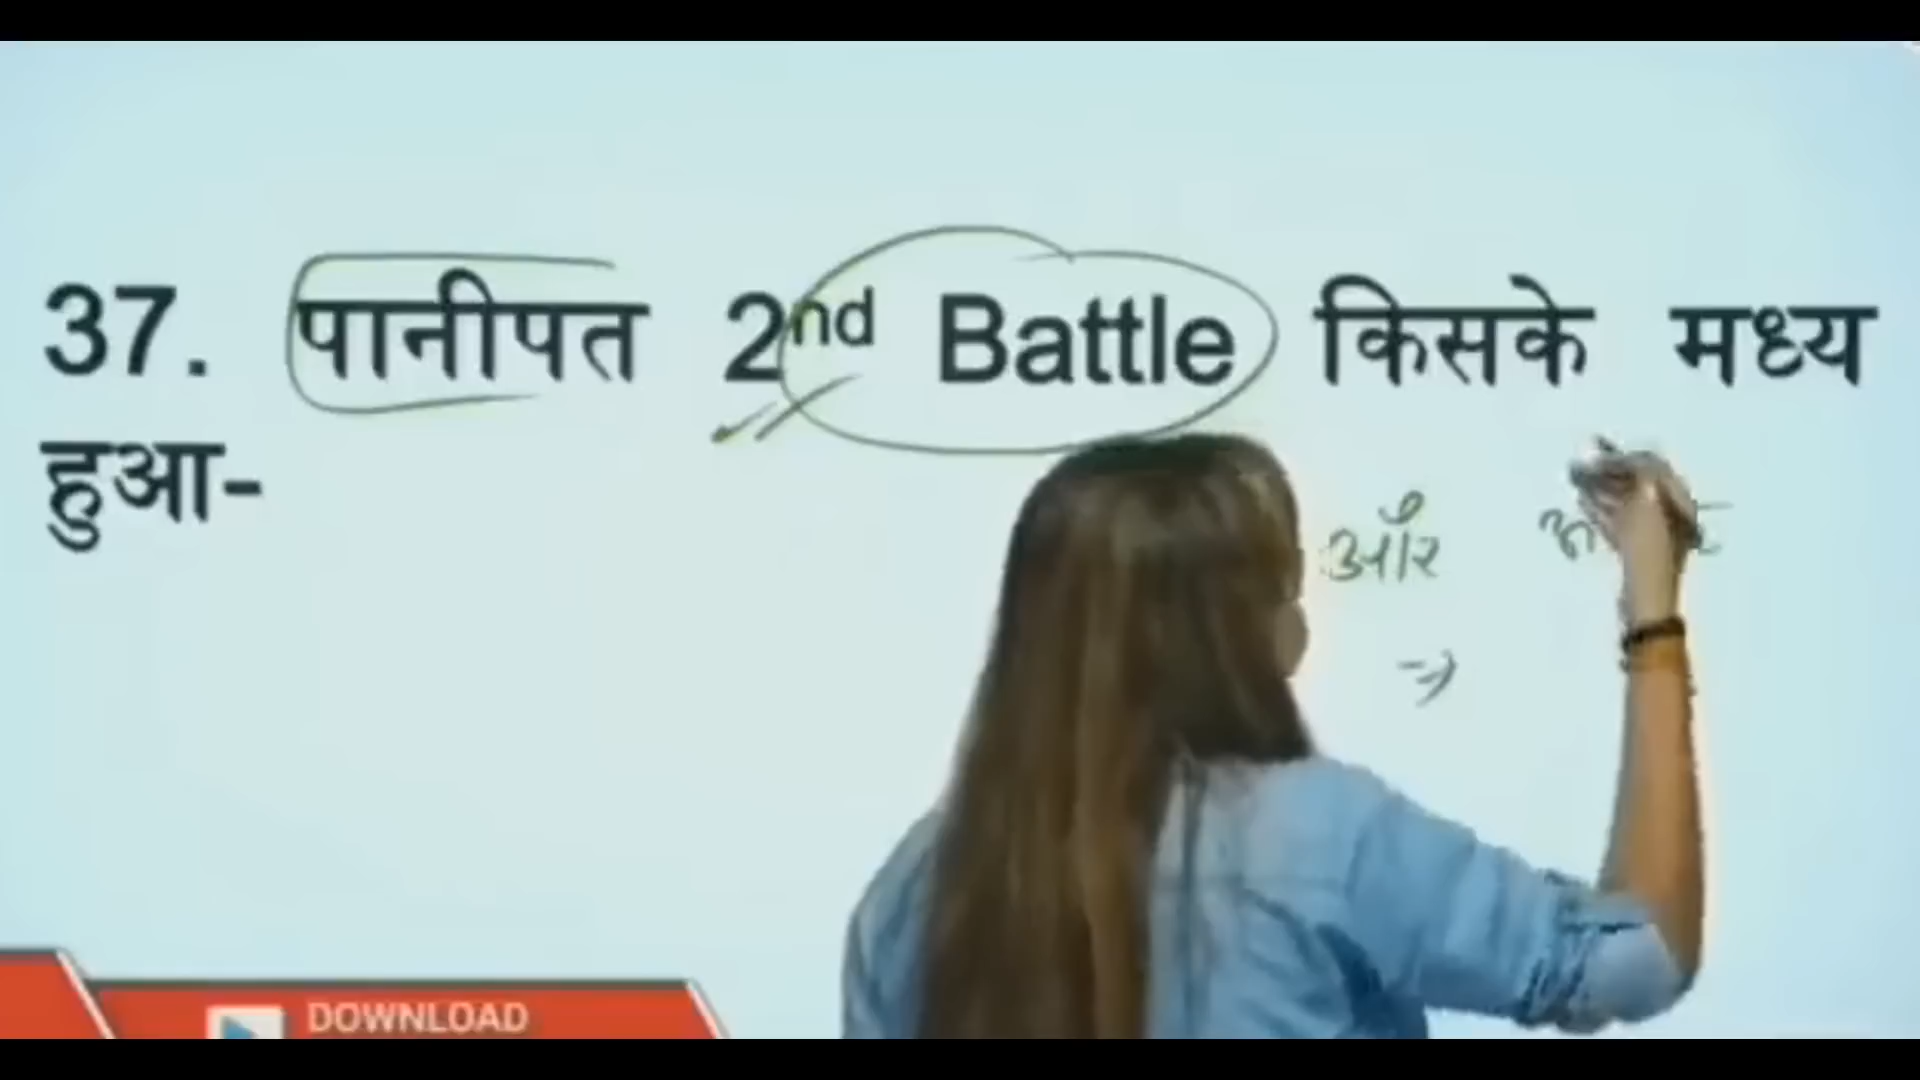 37. पानीपत 2nd Battle किसके मध्य
हुआ-
और
DOWNLOAD